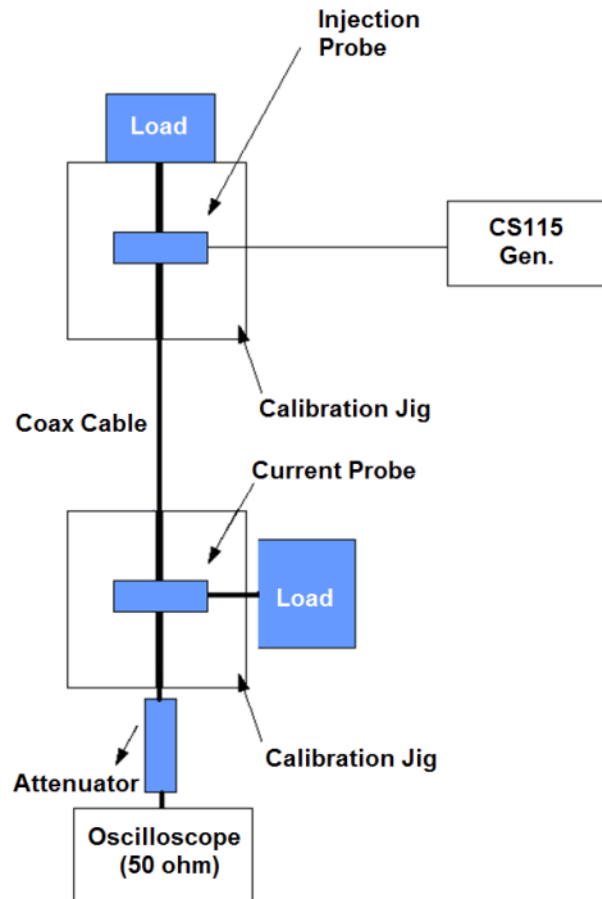 Injection
Probe
Load
CS115
Gen.
Calibration Jig
Coax Cable
Current Probe
Load
Calibration Jig
Attenuator
Oscilloscope
(50 ohm)